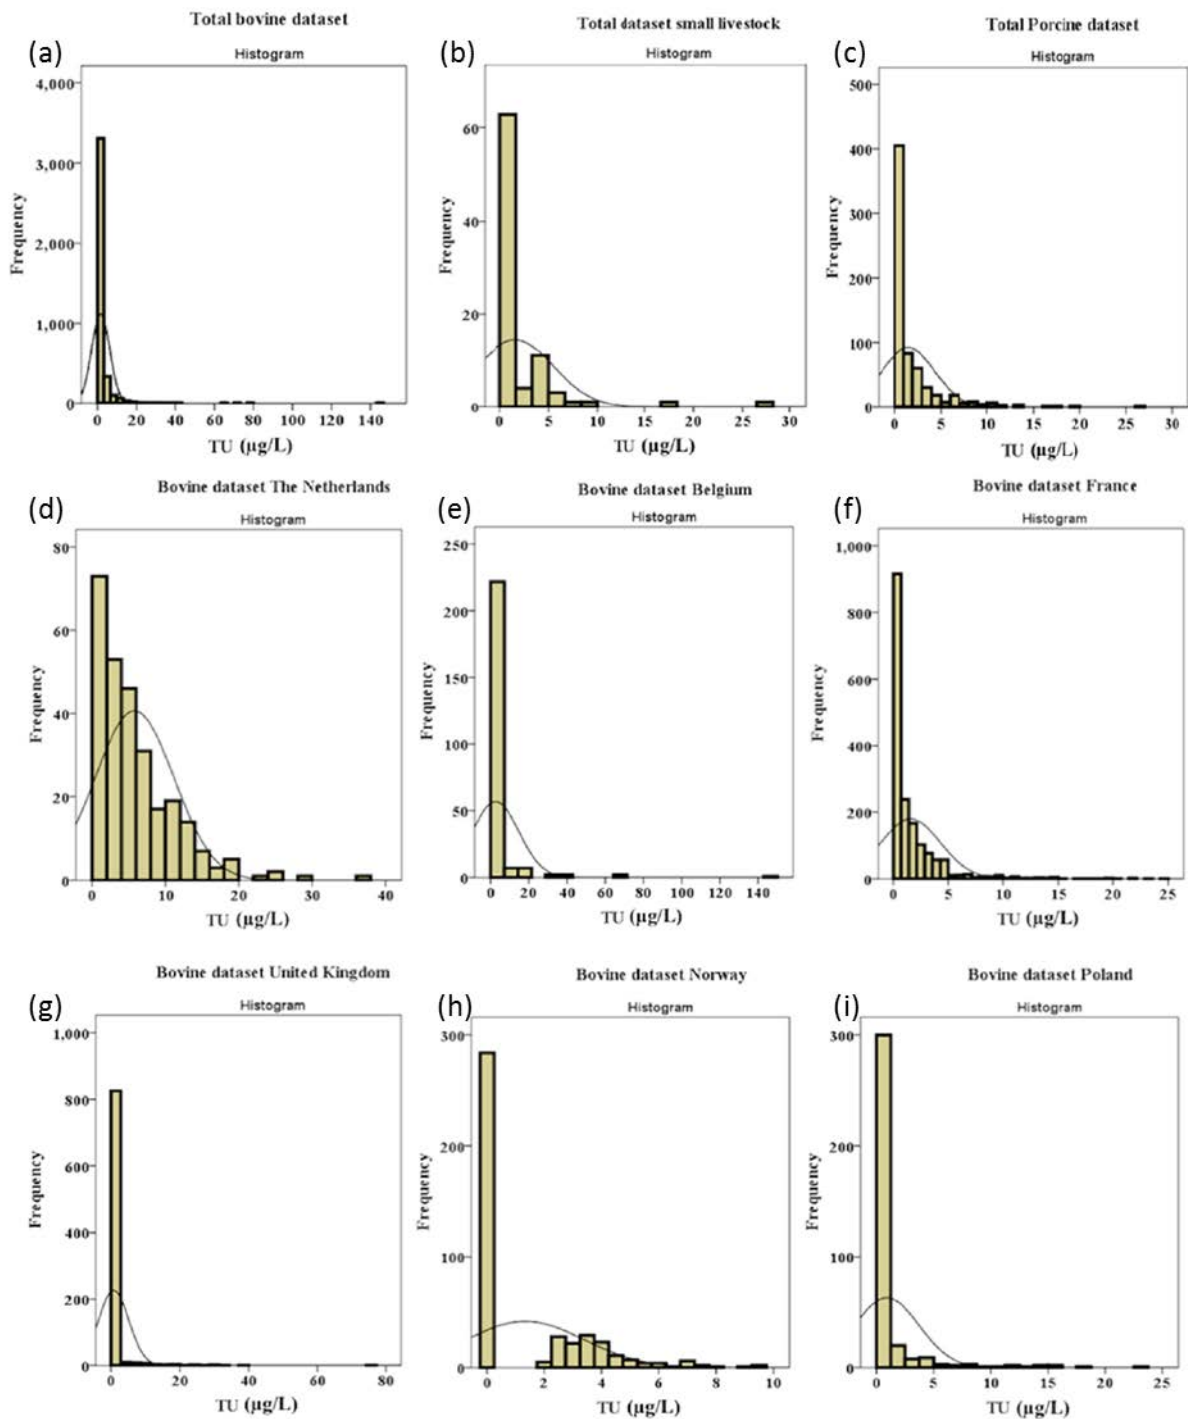 Total bovine dataset
Total dataset small livestock
Total Porcine dataset
(a)
(b)
(c)
Histogram
Histogram
Histogram
4,000
3,000
2,000
1,000
0
Frequency
0 20 40 60 80 100 120 140
TU (µg/L)
60
40
20
0
Frequency
0 5 10 15 20 25 30
TU (µg/L)
500
400
300
200
100
0
Frequency
0 5 10 15 20 25 30
TU (µg/L)
Bovine dataset The Netherlands
Bovine dataset Belgium
Bovine dataset France
(d)
(e)
(f)
Histogram
Histogram
Histogram
80
60
40
20
0
Frequency
0 10 20 30 40
TU (µg/L)
250
200
150
100
50
0
Frequency
0 20 40 60 80 100 120 140
TU (µg/L)
1,000
800
600
400
200
0
Frequency
0 5 10 15 20 25
TU (µg/L)
Bovine dataset United Kingdom
Bovine dataset Norway
Bovine dataset Poland
(g)
(h)
(i)
Histogram
Histogram
Histogram
1,000
800
600
400
200
0
Frequency
0 20 40 60 80
TU (µg/L)
300
200
100
0
Frequency
0 2 4 6 8 10
TU (µg/L)
300
200
100
0
Frequency
0 5 10 15 20 25
TU (µg/L)